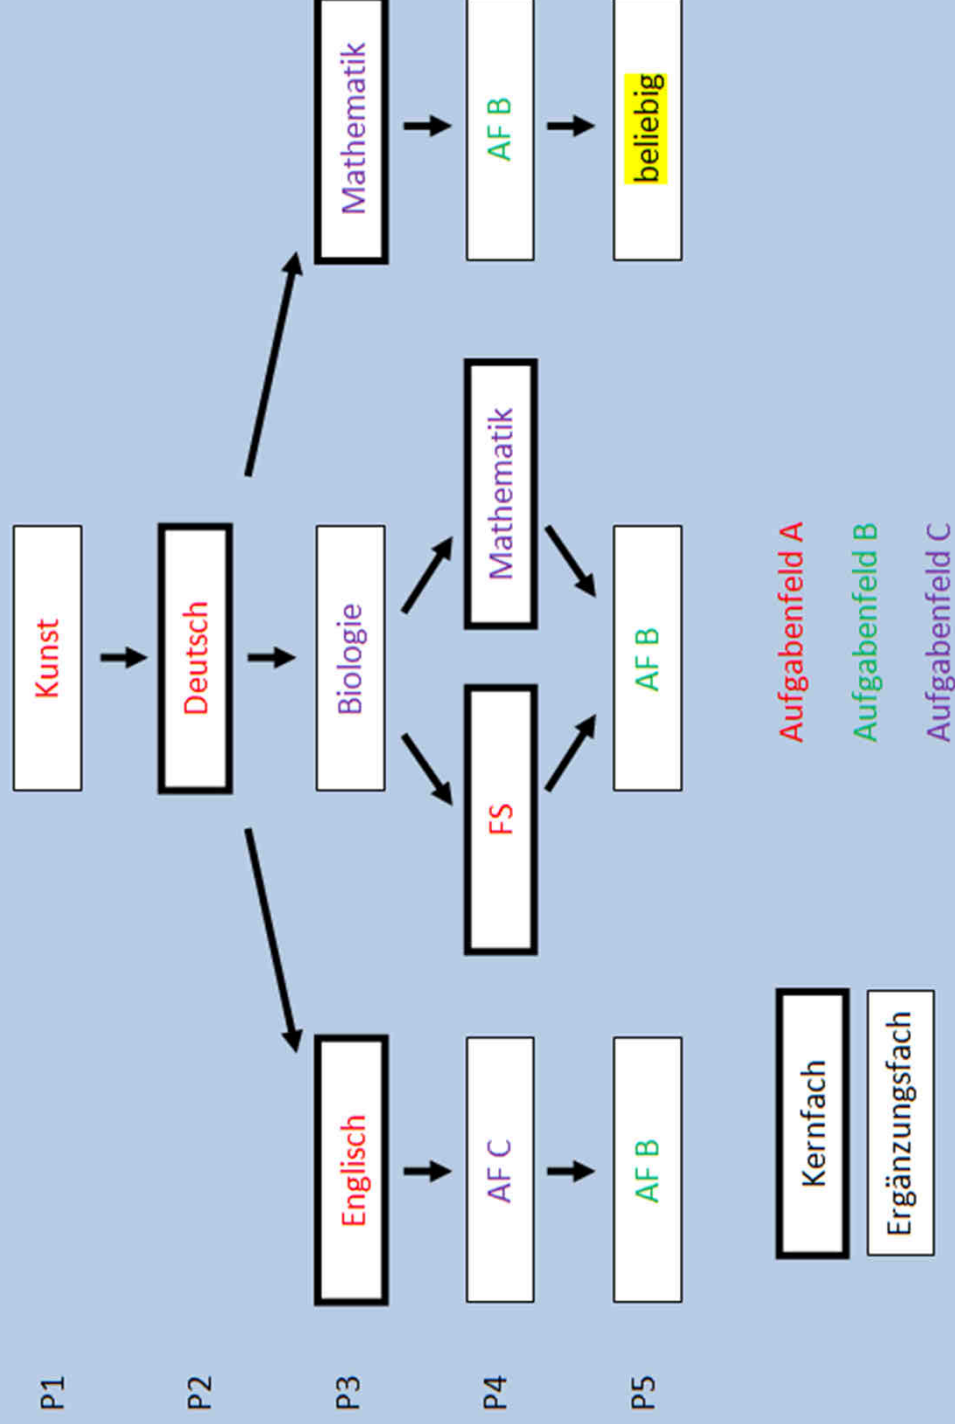 P1
Kunst
P2
Deutsch
P3
Englisch
Biologie
Mathematik
P4
AF C
FS
Mathematik
AF B
P5
AF B
AF B
beliebig
Kernfach
Ergänzungsfach
Aufgabenfeld A
Aufgabenfeld B
Aufgabenfeld C